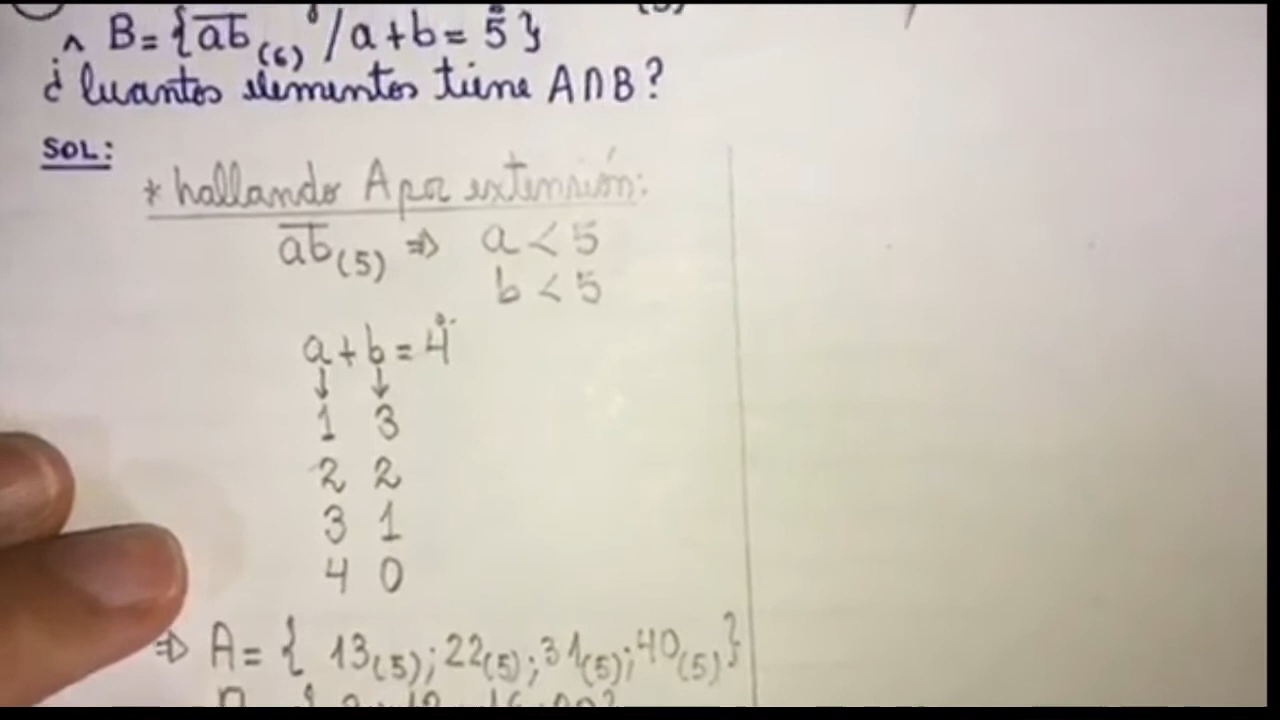 ∧ B = {ab̅(6) / a+b = 5̊}
¿Cuantos elementos tiene A∩B?
SOL:
* hallando A por extensión:
a̅b̅(5) ⇒ a < 5
b < 5
a+b = 4̊
↓ ↓
1 3
2 2
3 1
4 0
⇒ A = { 13(5); 22(5); 31(5); 40(5)}